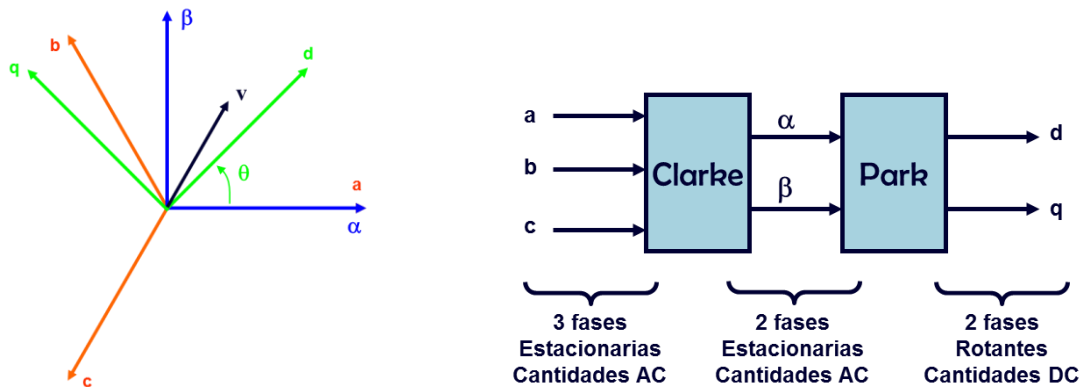 β
b
d
q
v
θ
a
α
c
a
b
c
Clarke
α
β
Park
d
q
3 fases
Estacionarias
Cantidades AC
2 fases
Estacionarias
Cantidades AC
2 fases
Rotantes
Cantidades DC